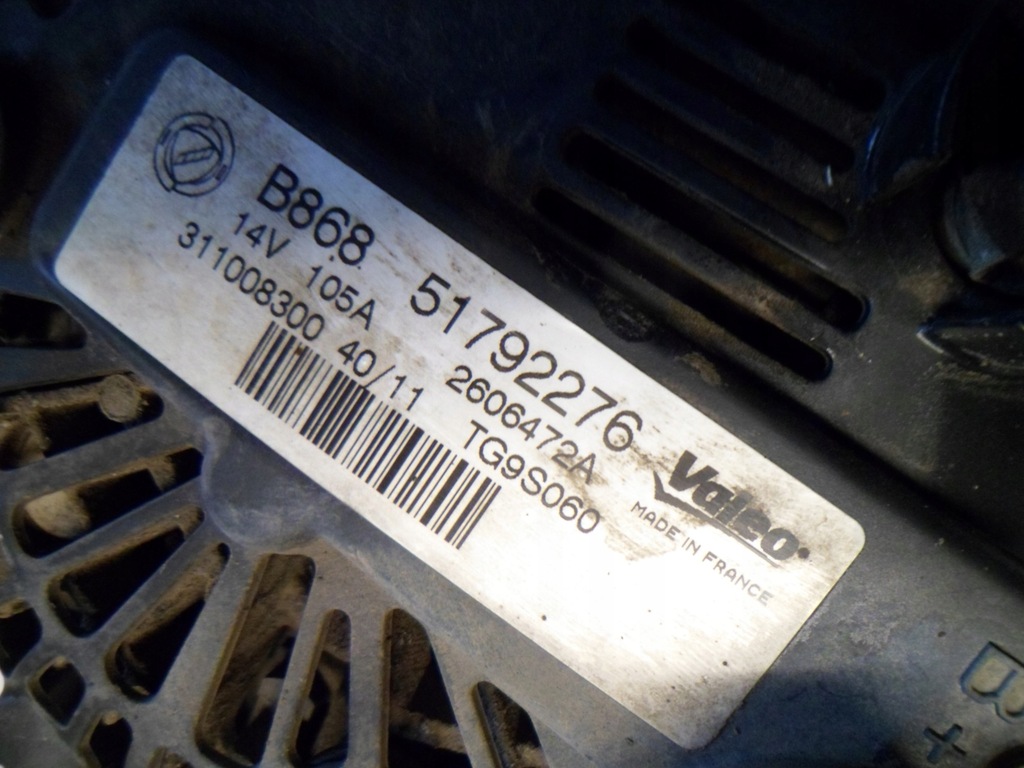 B868 51792276
14V 105A 2606472A
311008300 40/11 TG9S060
Valeo
MADE IN FRANCE
B
+